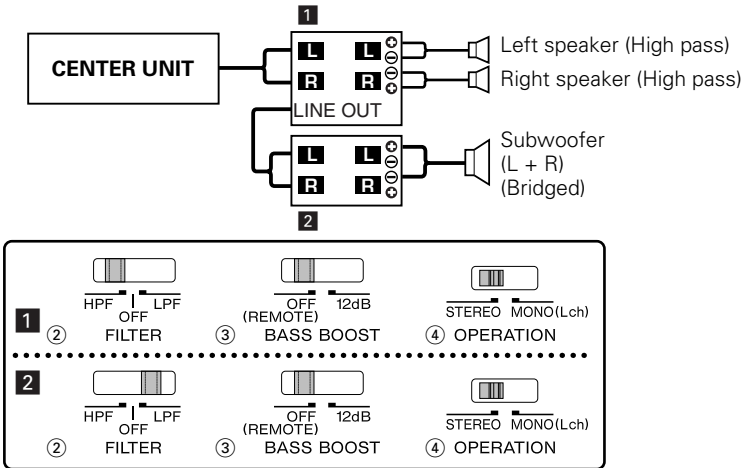 1
CENTER UNIT
L L ⊕ ⊖ Left speaker (High pass)
R R ⊖ ⊕ Right speaker (High pass)
LINE OUT
L L ⊕ ⊖ Subwoofer
(L + R)
R R ⊖ ⊕ (Bridged)
2
1
HPF OFF LPF
② FILTER
OFF 12dB
(REMOTE)
③ BASS BOOST
STEREO MONO(Lch)
④ OPERATION
2
HPF OFF LPF
② FILTER
OFF 12dB
(REMOTE)
③ BASS BOOST
STEREO MONO(Lch)
④ OPERATION